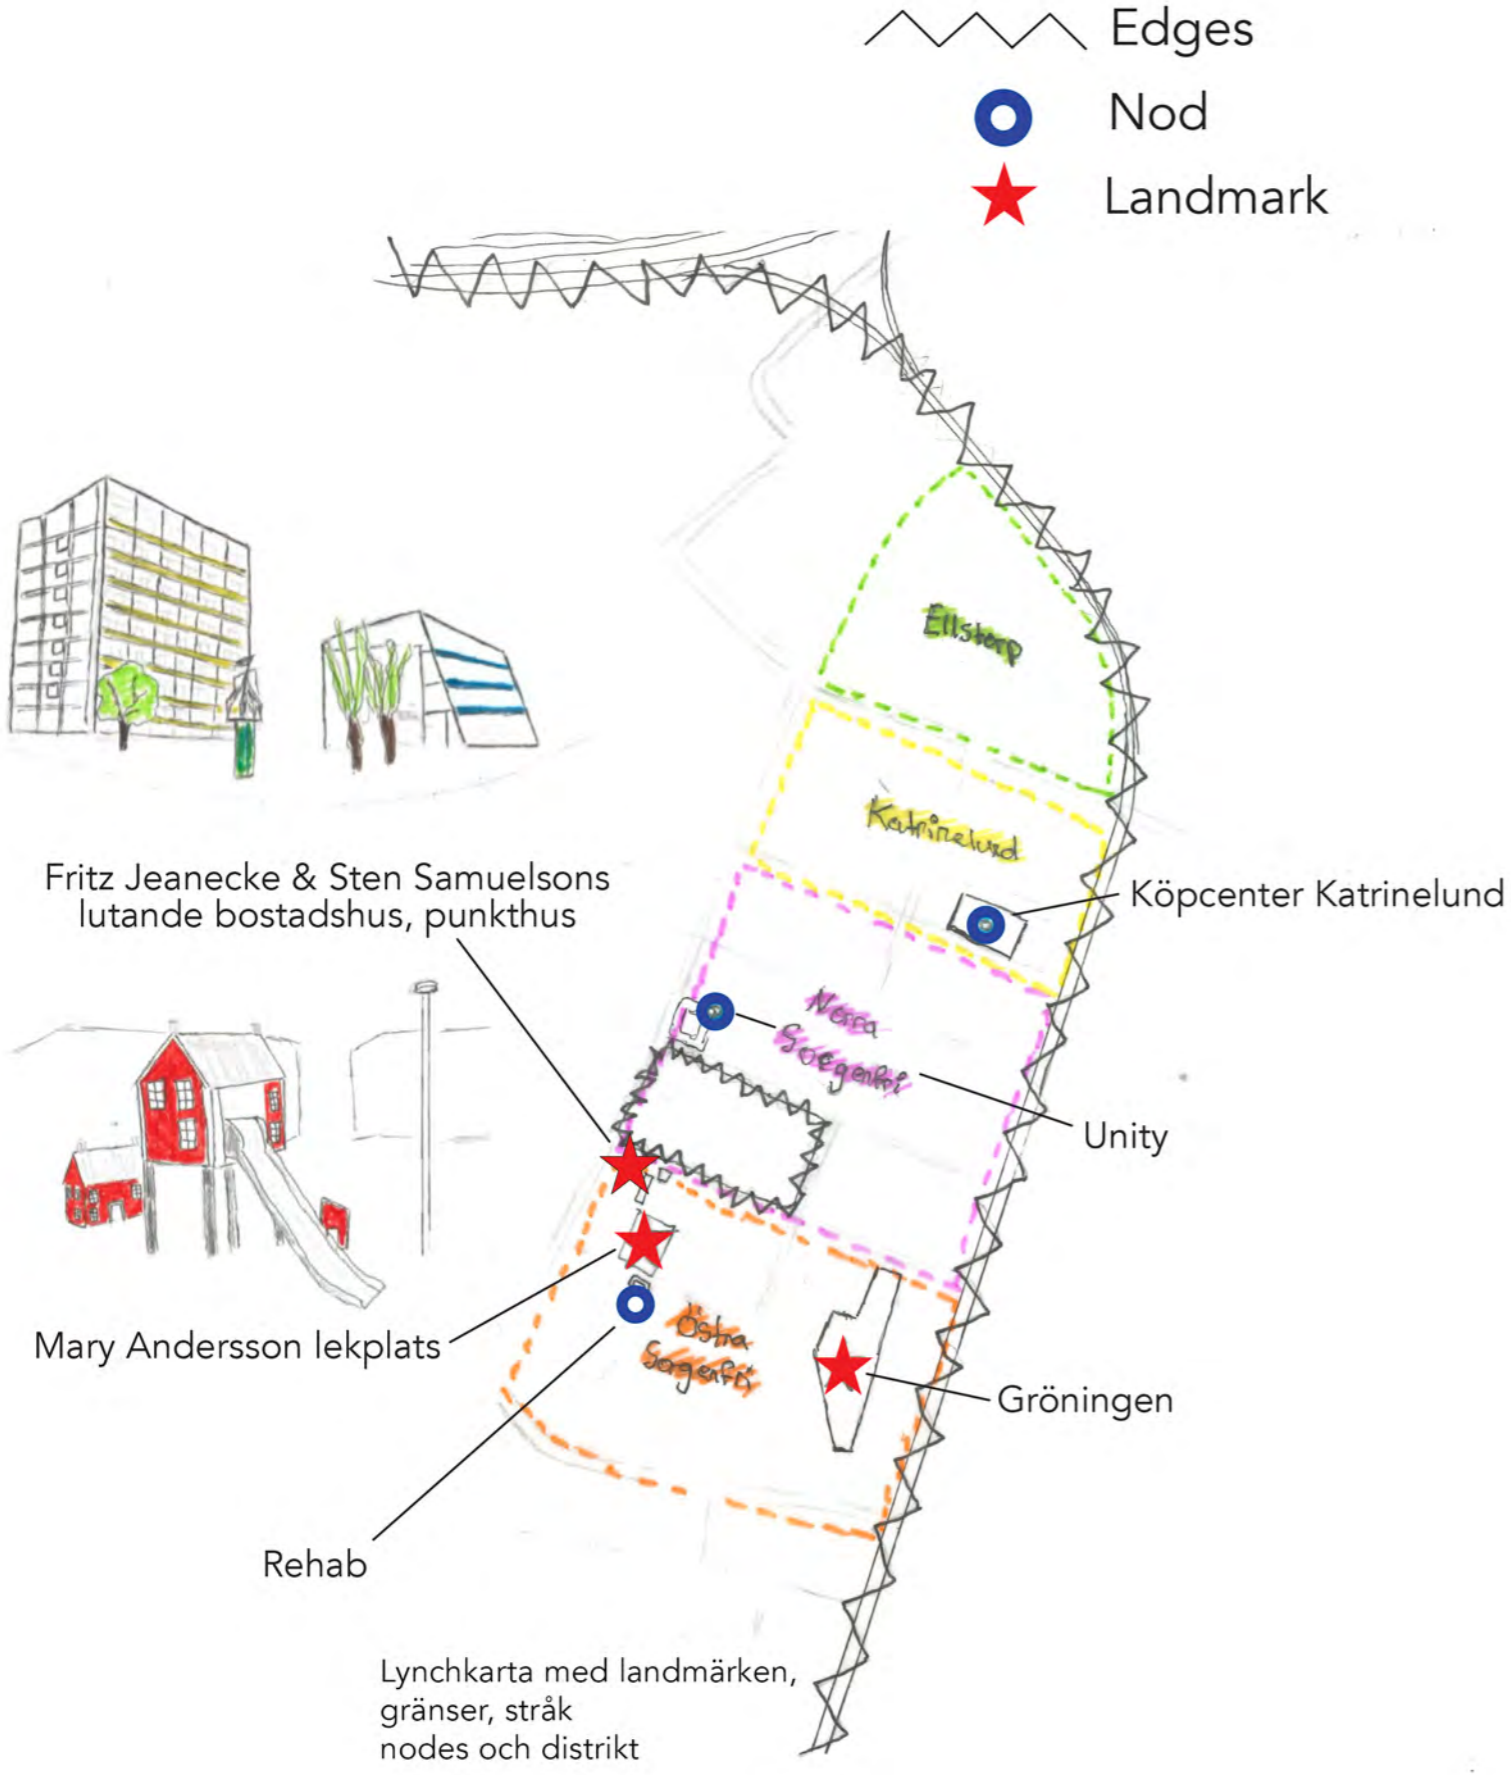 Edges
Nod
Landmark
Ellstorp
Katrinelund
Fritz Jeanecke & Sten Samuelsons
lutande bostadshus, punkthus
Köpcenter Katrinelund
Norra
Sorgenfri
Unity
Mary Andersson lekplats
Östra
Sorgenfri
Gröningen
Rehab
Lynchkarta med landmärken,
gränser, stråk
nodes och distrikt